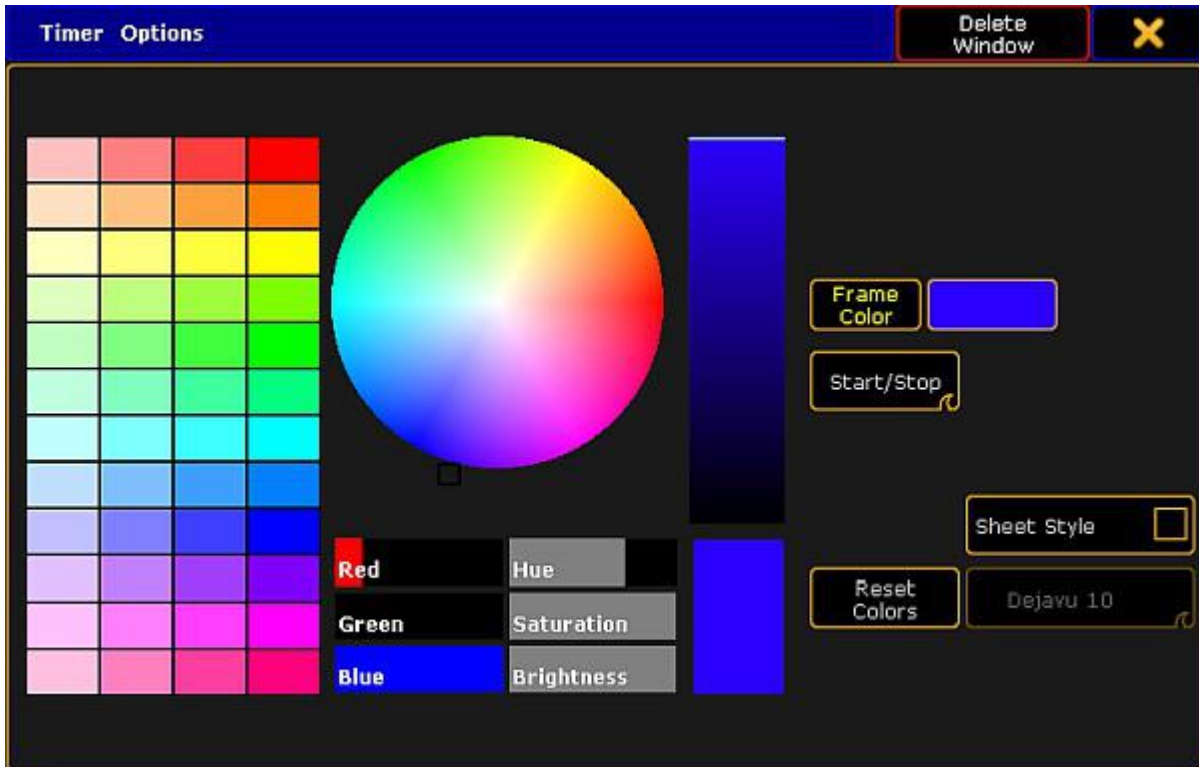 Timer Options
Delete
Window
Frame
Color
Start/Stop
Sheet Style
Red
Hue
Reset
Colors
Dejavu 10
Green
Saturation
Blue
Brightness